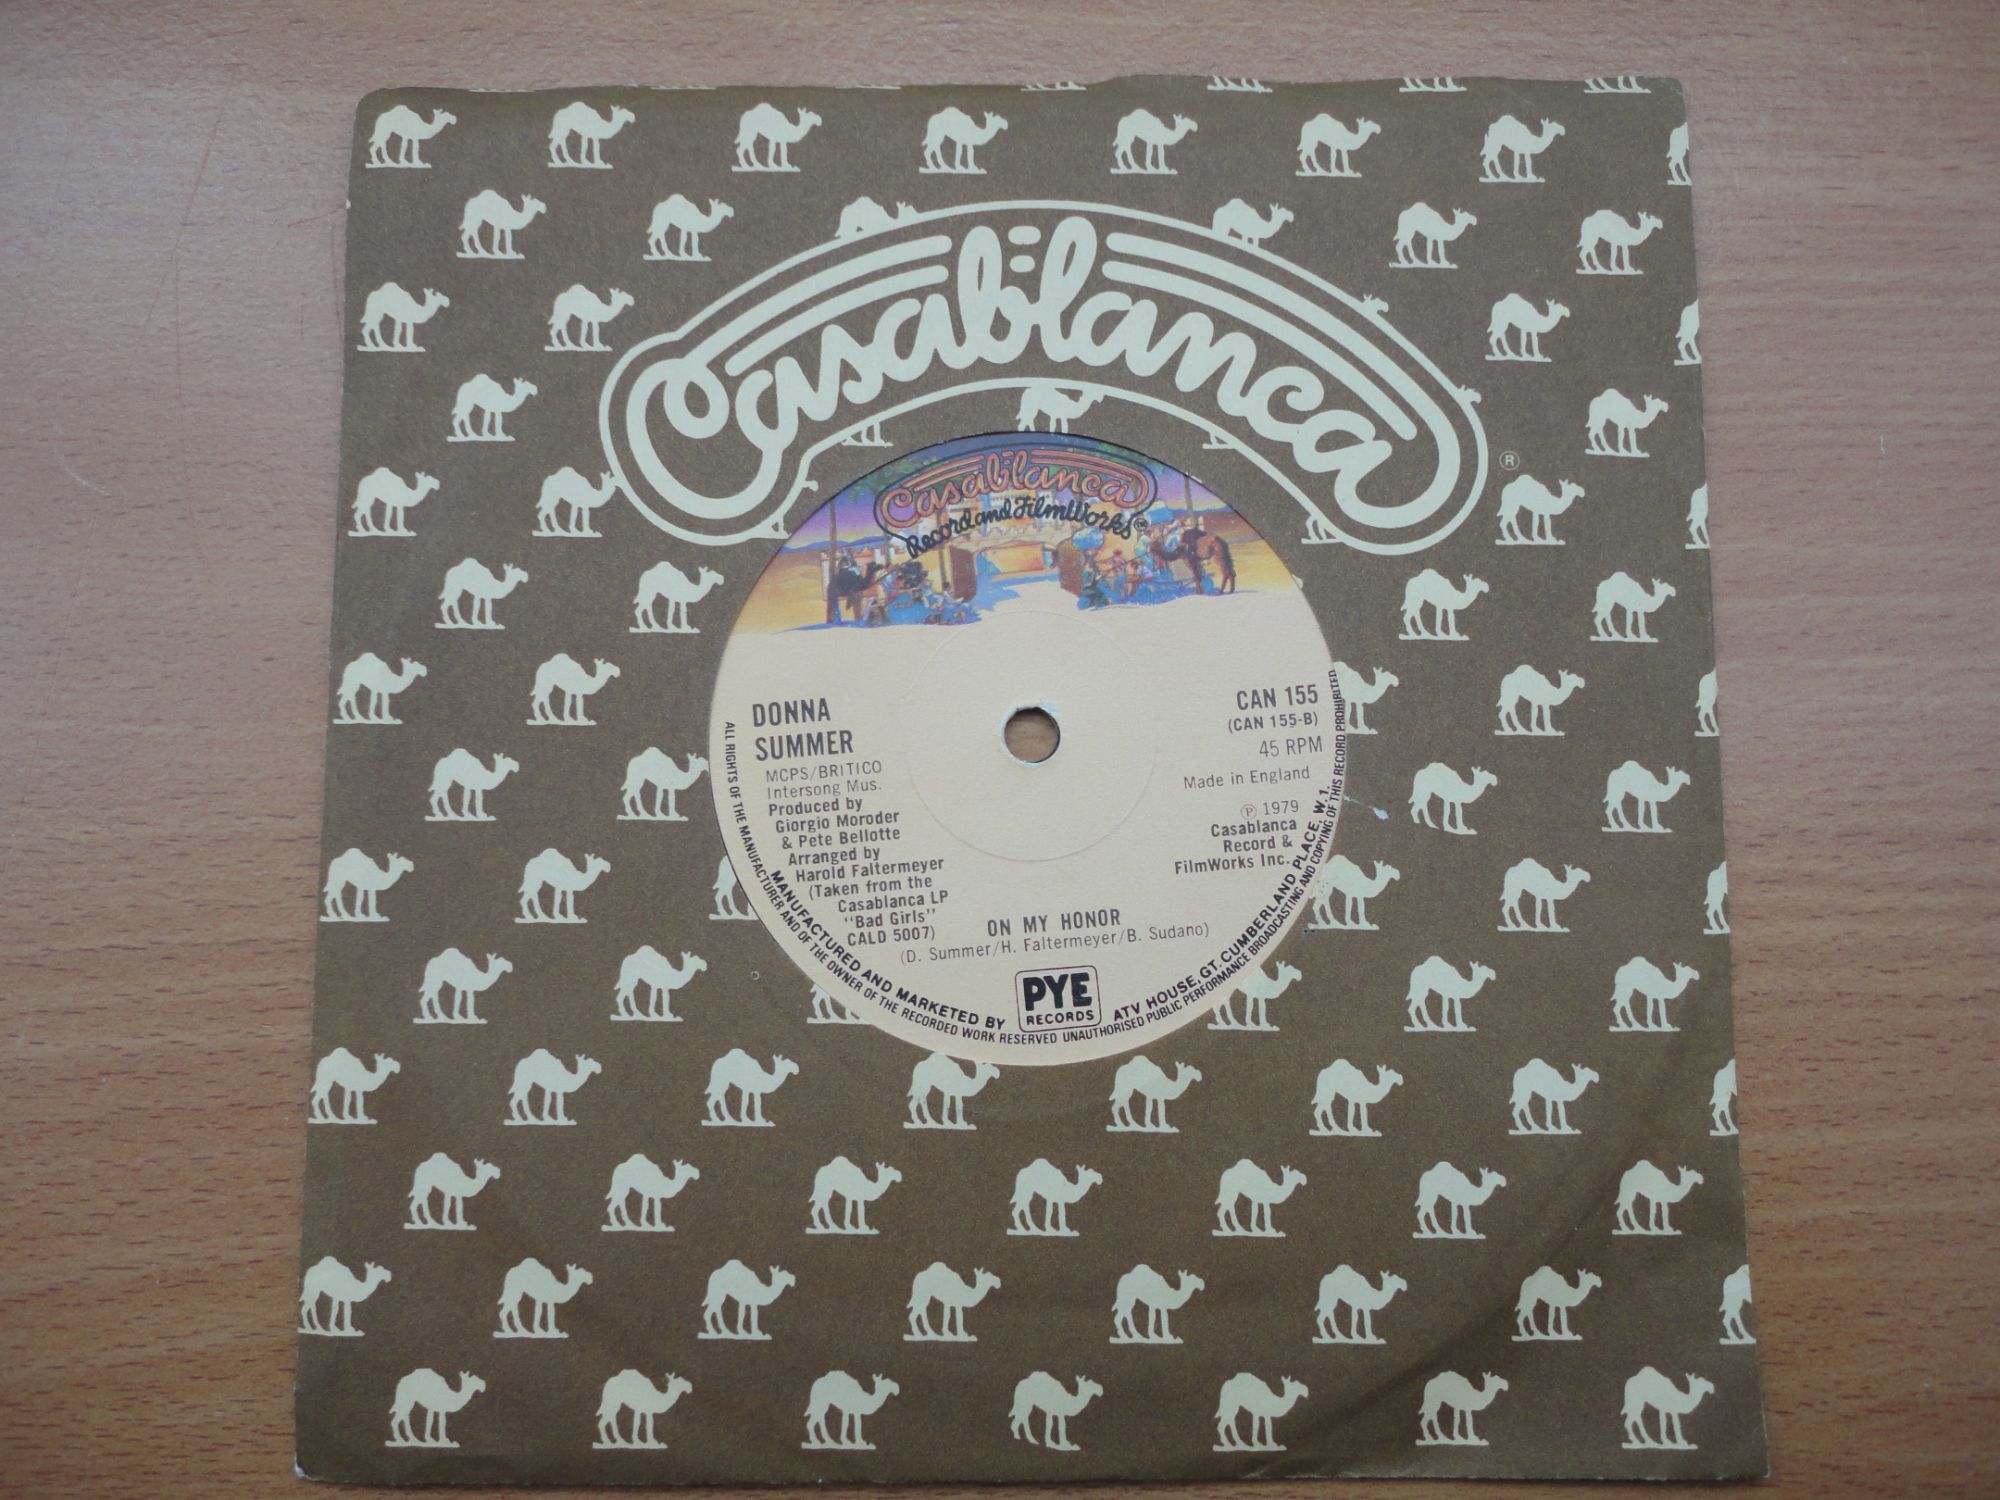 Casablanca
®
Casablanca
Record and FilmWorks™
DONNA
SUMMER
MCPS/BRITICO
Intersong Mus.
Produced by
Giorgio Moroder
& Pete Bellotte
Arranged by
Harold Faltermeyer
(Taken from the
Casablanca LP
"Bad Girls"
CALD 5007)
CAN 155
(CAN 155-B)
45 RPM
Made in England
℗ 1979
Casablanca
Record &
FilmWorks Inc.
ON MY HONOR
(D. Summer/H. Faltermeyer/B. Sudano)
PYE
RECORDS
MANUFACTURED AND MARKETED BY
ATV HOUSE, GT. CUMBERLAND PLACE, W.1.
ALL RIGHTS OF THE MANUFACTURER AND OF THE OWNER OF THE RECORDED WORK RESERVED UNAUTHORISED PUBLIC PERFORMANCE BROADCASTING AND COPYING OF THIS RECORD PROHIBITED